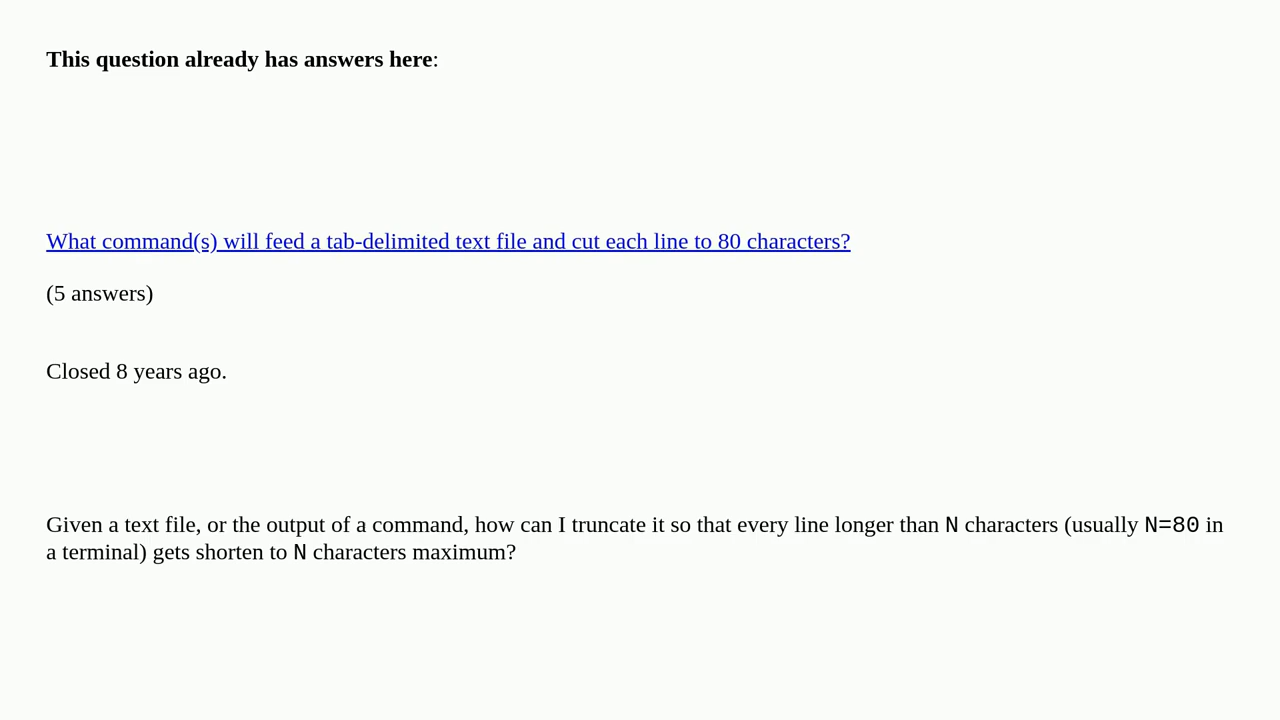 This question already has answers here:
What command(s) will feed a tab-delimited text file and cut each line to 80 characters?
(5 answers)
Closed 8 years ago.
Given a text file, or the output of a command, how can I truncate it so that every line longer than N characters (usually N=80 in
a terminal) gets shorten to N characters maximum?